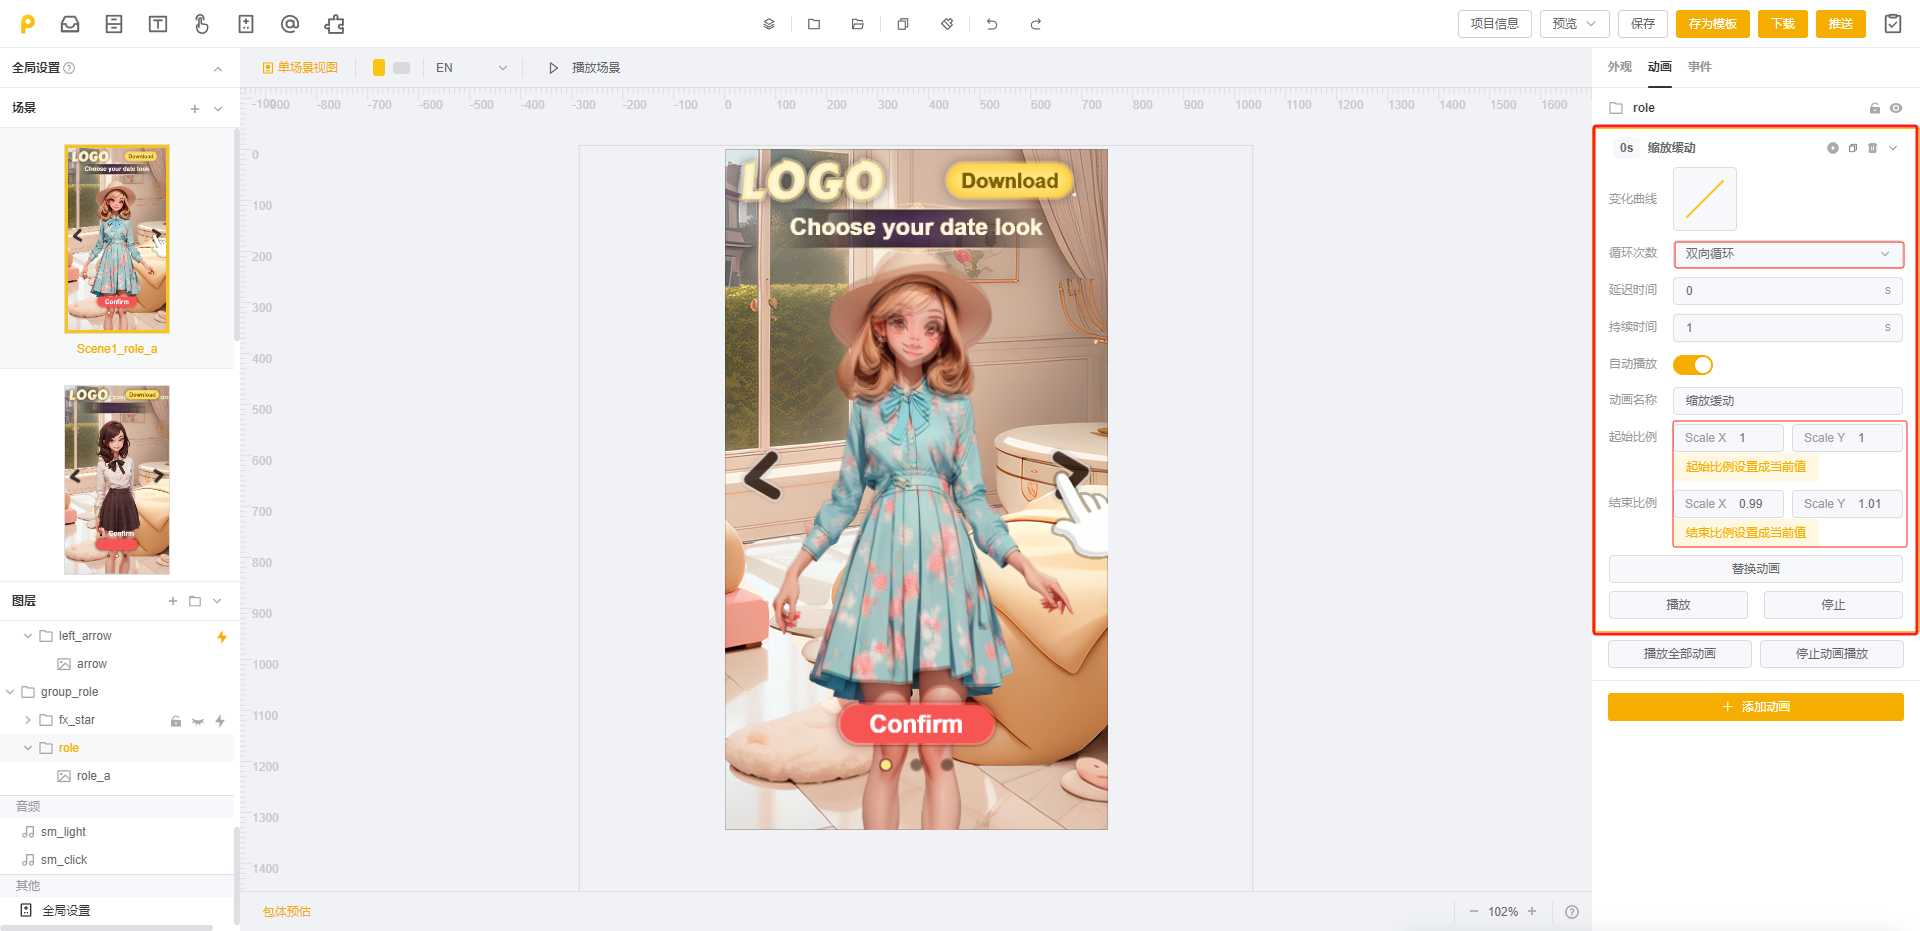 项目信息
预览
保存
存为模板
下载
推送
全局设置
单场景视图
EN
播放场景
外观 动画 事件
场景
-100 -900 -800 -700 -600 -500 -400 -300 -200 -100 0 100 200 300 400 500 600 700 800 900 1000 1100 1200 1300 1400 1500 1600
role
LOGO
Download
Choose your date look
Confirm
Scene1_role_a
LOGO
Download
Confirm
0
100
200
300
400
500
600
700
800
900
1000
1100
1200
1300
1400
LOGO
Download
Choose your date look
Confirm
0s 缩放缓动
变化曲线
循环次数 双向循环
延迟时间 0 s
持续时间 1 s
自动播放
动画名称 缩放缓动
起始比例 Scale X 1 Scale Y 1
起始比例设置成当前值
结束比例 Scale X 0.99 Scale Y 1.01
结束比例设置成当前值
替换动画
播放 停止
播放全部动画 停止动画播放
添加动画
图层
left_arrow
arrow
group_role
fx_star
role
role_a
音频
sm_light
sm_click
其他
全局设置
包体预估
102%